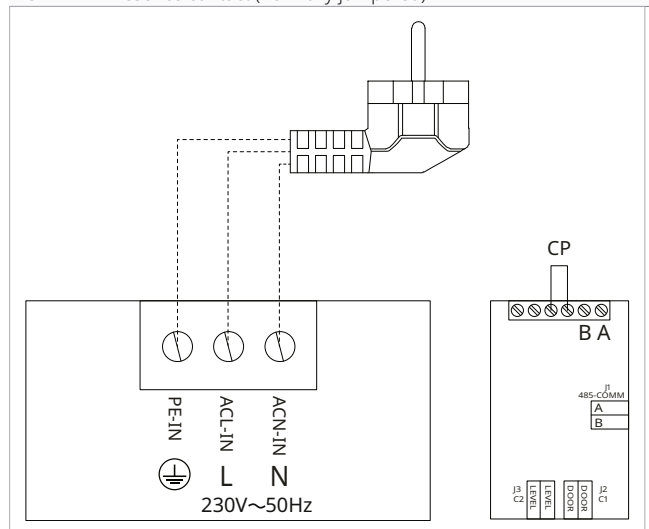 CP
B A
J1
485-COMM
A
B
PE-IN
ACL-IN
ACN-IN
L N
230V~50Hz
J3
C2
LEVEL
LEVEL
DOOR
DOOR
J2
C1